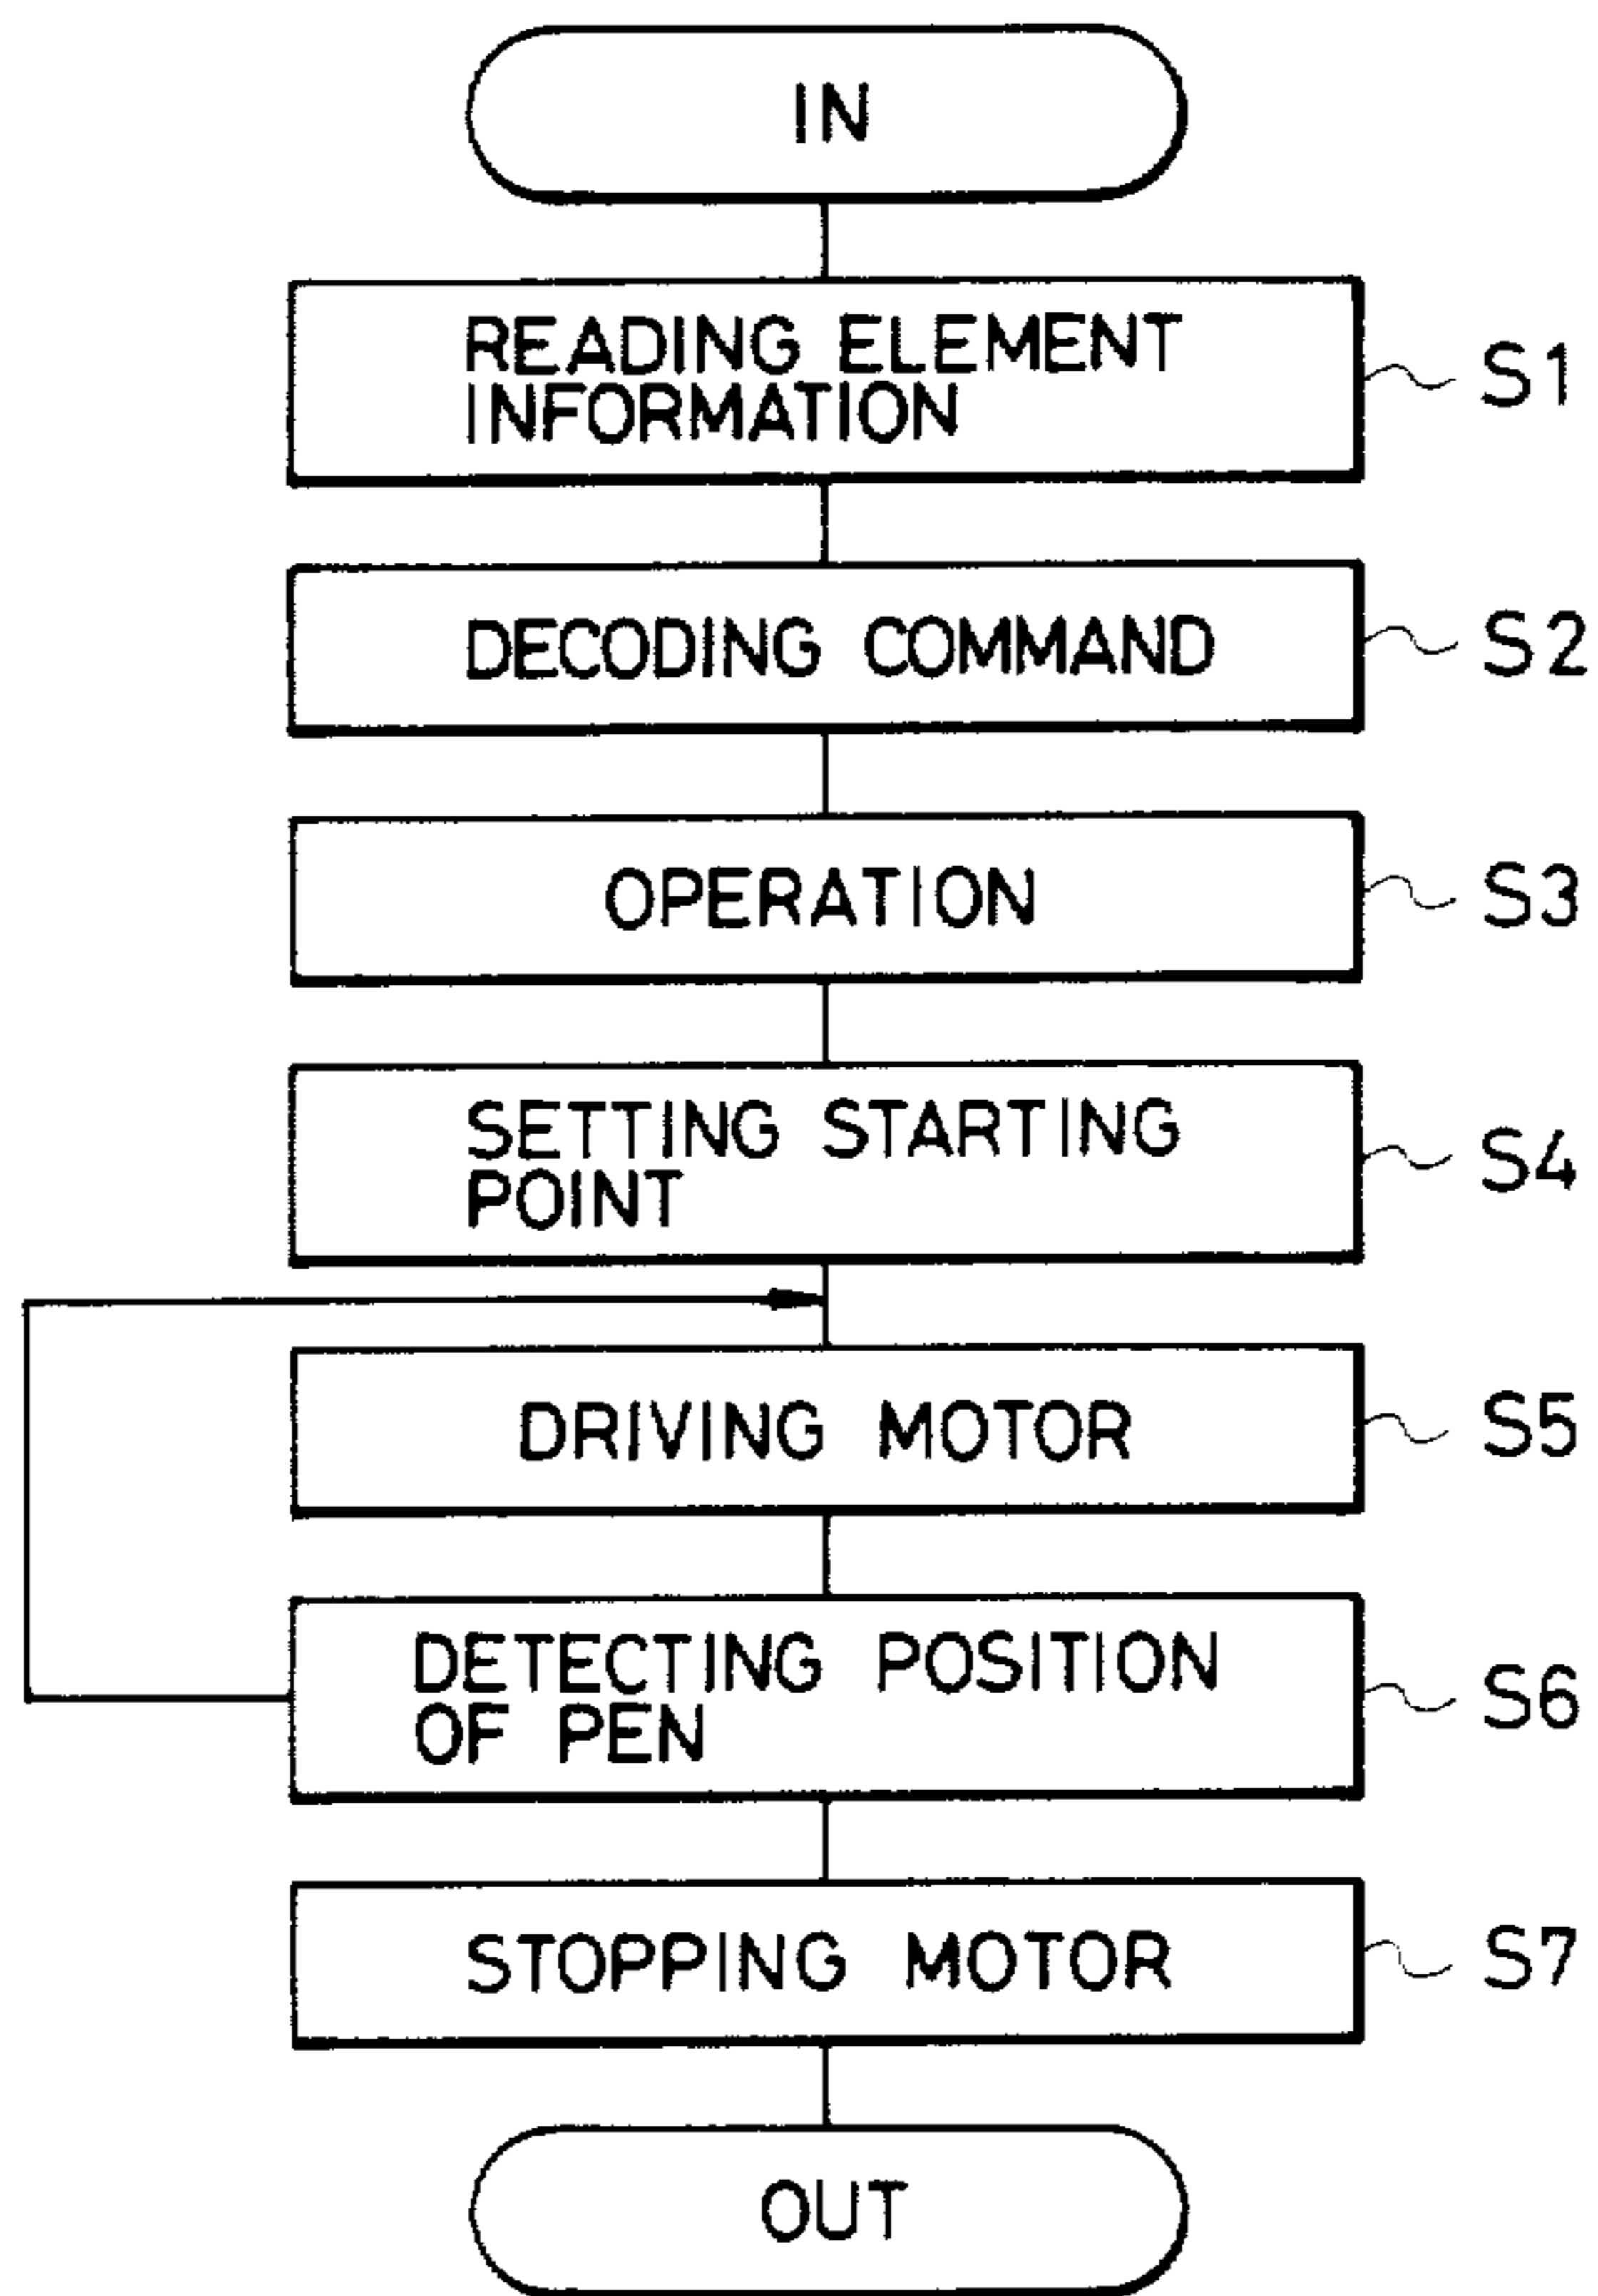 IN
READING ELEMENT
INFORMATION
S1
DECODING COMMAND
S2
OPERATION
S3
SETTING STARTING
POINT
S4
DRIVING MOTOR
S5
DETECTING POSITION
OF PEN
S6
STOPPING MOTOR
S7
OUT